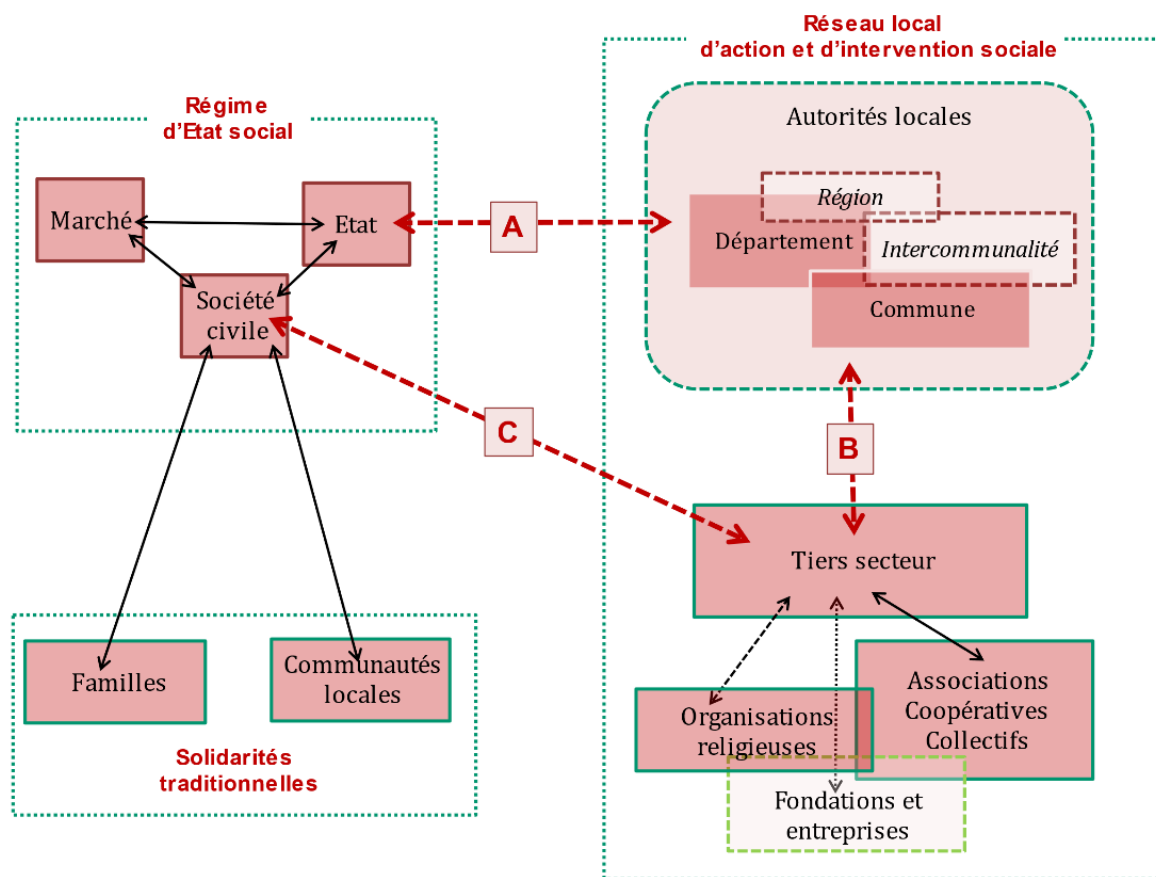 Réseau local
d’action et d’intervention sociale
Régime
d’Etat social
Autorités locales
Région
Marché
Etat
A
Département
Intercommunalité
Société
civile
Commune
C
B
Tiers secteur
Familles
Communautés
locales
Associations
Coopératives
Collectifs
Organisations
religieuses
Solidarités
traditionnelles
Fondations et
entreprises